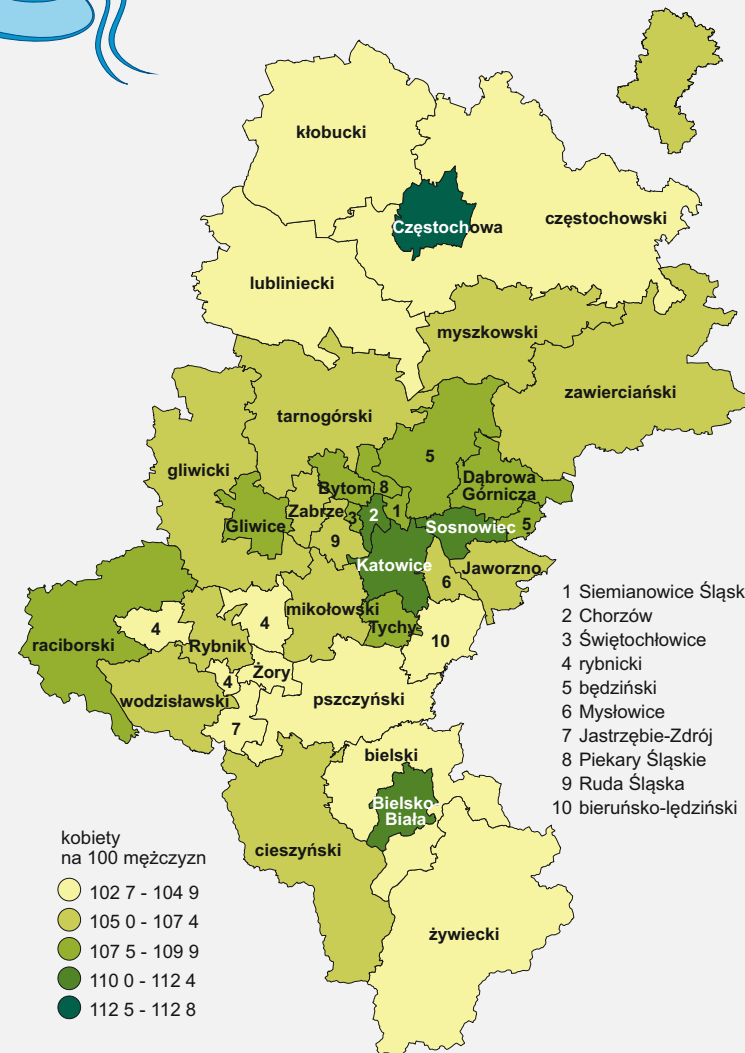 kłobucki
Częstochowa
częstochowski
lubliniecki
myszkowski
zawierciański
tarnogórski
gliwicki
5
Dąbrowa
Górnicza
Bytom
8
Zabrze
3
2
1
Gliwice
9
Sosnowiec
5
Katowice
6
Jaworzno
4
4
mikołowski
raciborski
Rybnik
Tychy
10
4
Żory
wodzisławski
pszczyński
7
bielski
Bielsko-
Biała
cieszyński
żywiecki
1 Siemianowice Śląsk
2 Chorzów
3 Świętochłowice
4 rybnicki
5 będziński
6 Mysłowice
7 Jastrzębie-Zdrój
8 Piekary Śląskie
9 Ruda Śląska
10 bieruńsko-lędziński
kobiety
na 100 mężczyzn
102 7 - 104 9
105 0 - 107 4
107 5 - 109 9
110 0 - 112 4
112 5 - 112 8